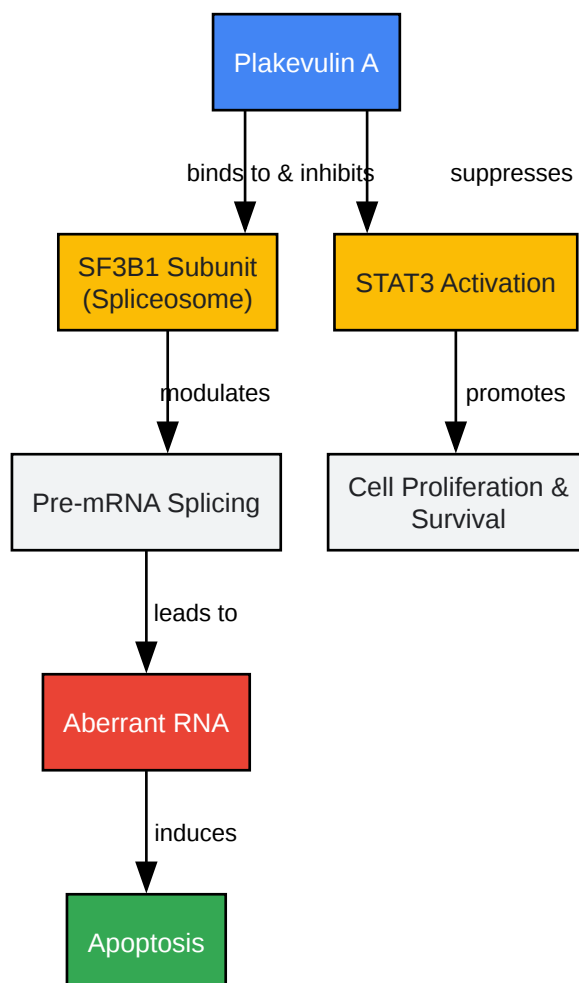 Plakevulin A
binds to & inhibits
suppresses
SF3B1 Subunit
(Spliceosome)
STAT3 Activation
modulates
promotes
Pre-mRNA Splicing
Cell Proliferation &
Survival
leads to
Aberrant RNA
induces
Apoptosis